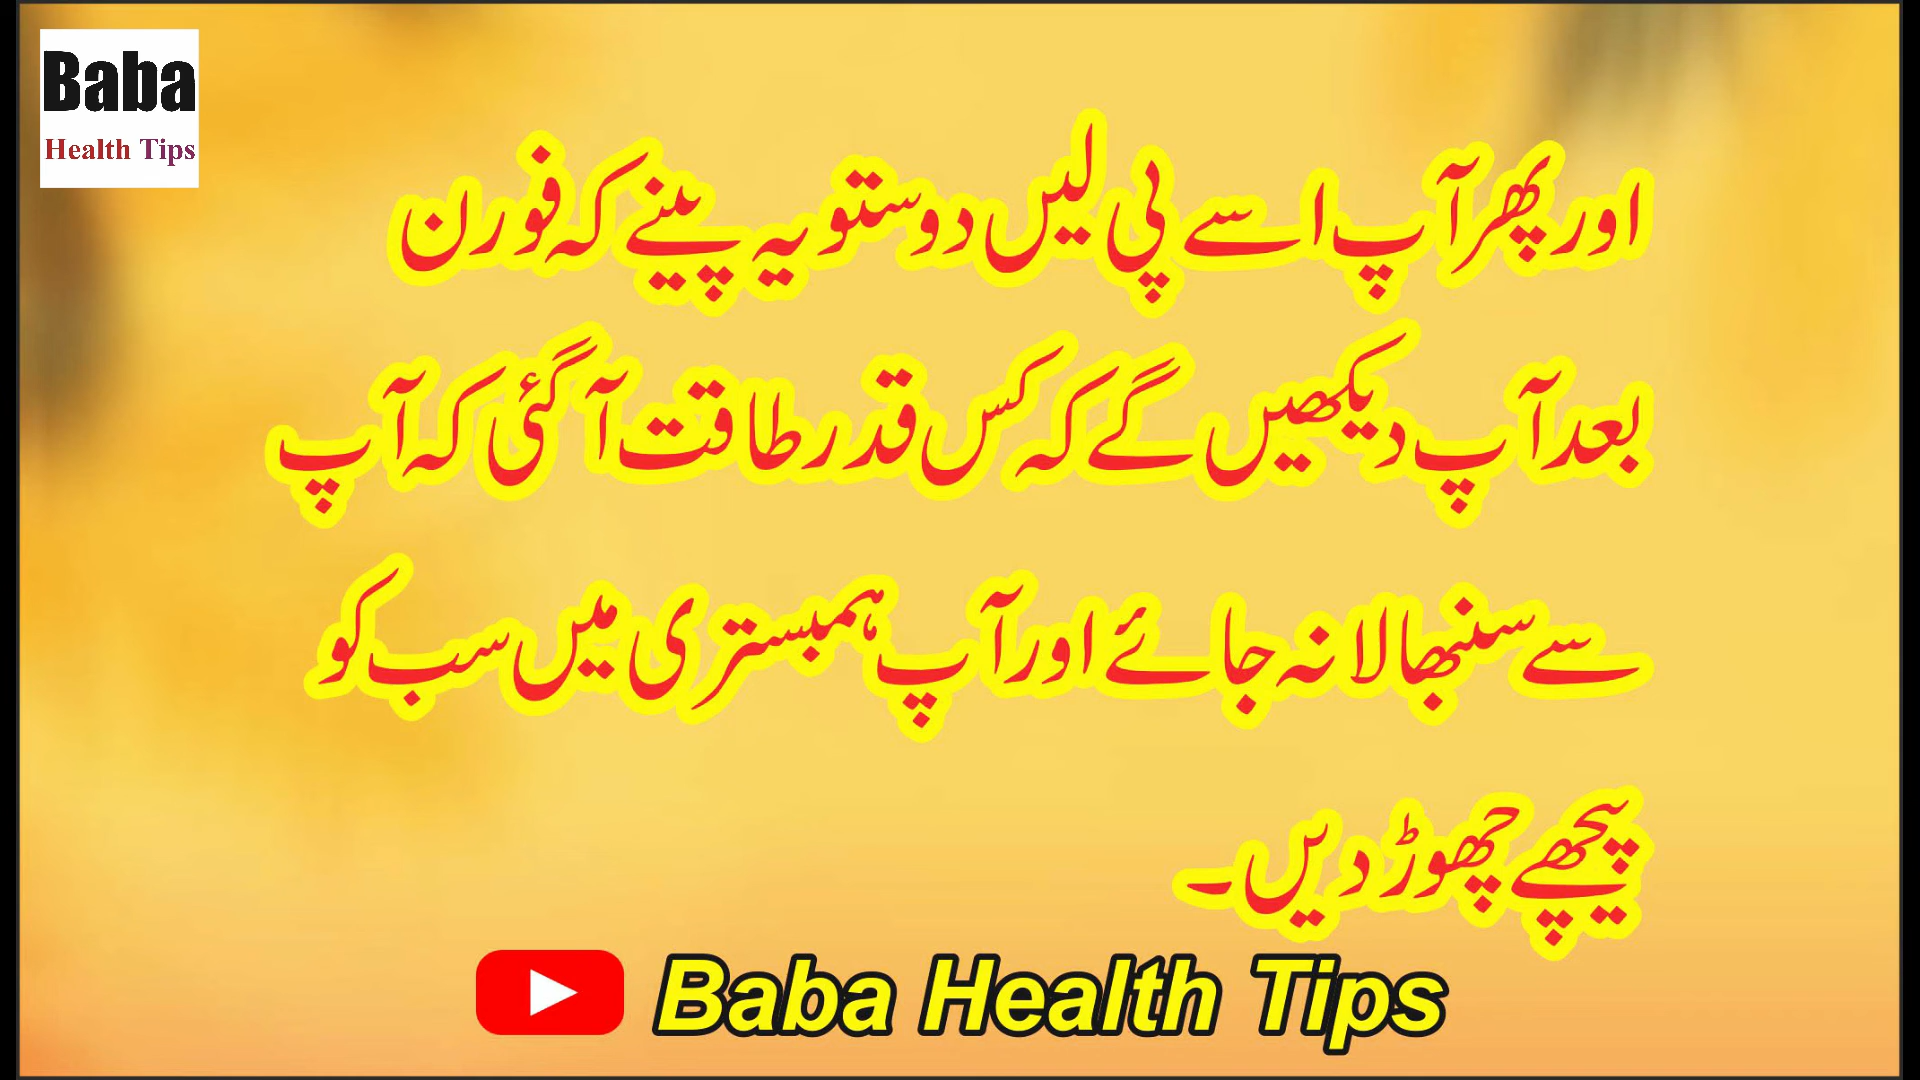 Baba
Health Tips
اور پھر آپ اسے پی لیں دوستو یہ پینے کہ فورن
بعد آپ دیکھیں گے کہ کس قدر طاقت آ گئی کہ آپ
سے سنبھالا نہ جائے اور آپ ہمبستری میں سب کو
پیچھے چھوڑ دیں۔
Baba Health Tips